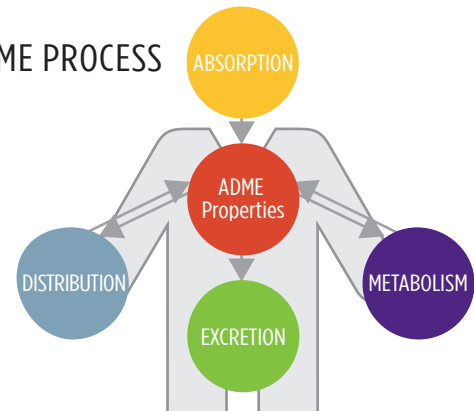 ME PROCESS
ABSORPTION
ADME
Properties
DISTRIBUTION
METABOLISM
EXCRETION